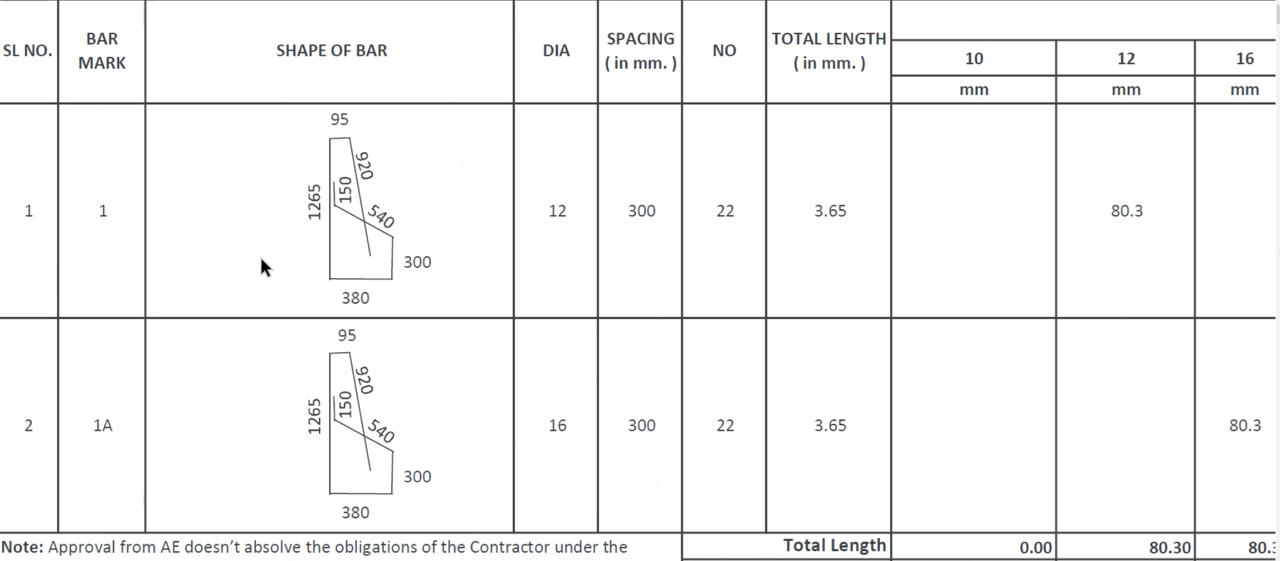 SL NO.
BAR MARK
SHAPE OF BAR
DIA
SPACING ( in mm. )
NO
TOTAL LENGTH ( in mm. )
10
12
16
mm
mm
mm
95
920
150
1265
540
300
380
1
1
12
300
22
3.65
80.3
95
920
150
1265
540
300
380
2
1A
16
300
22
3.65
80.3
Note: Approval from AE doesn't absolve the obligations of the Contractor under the
Total Length
0.00
80.30